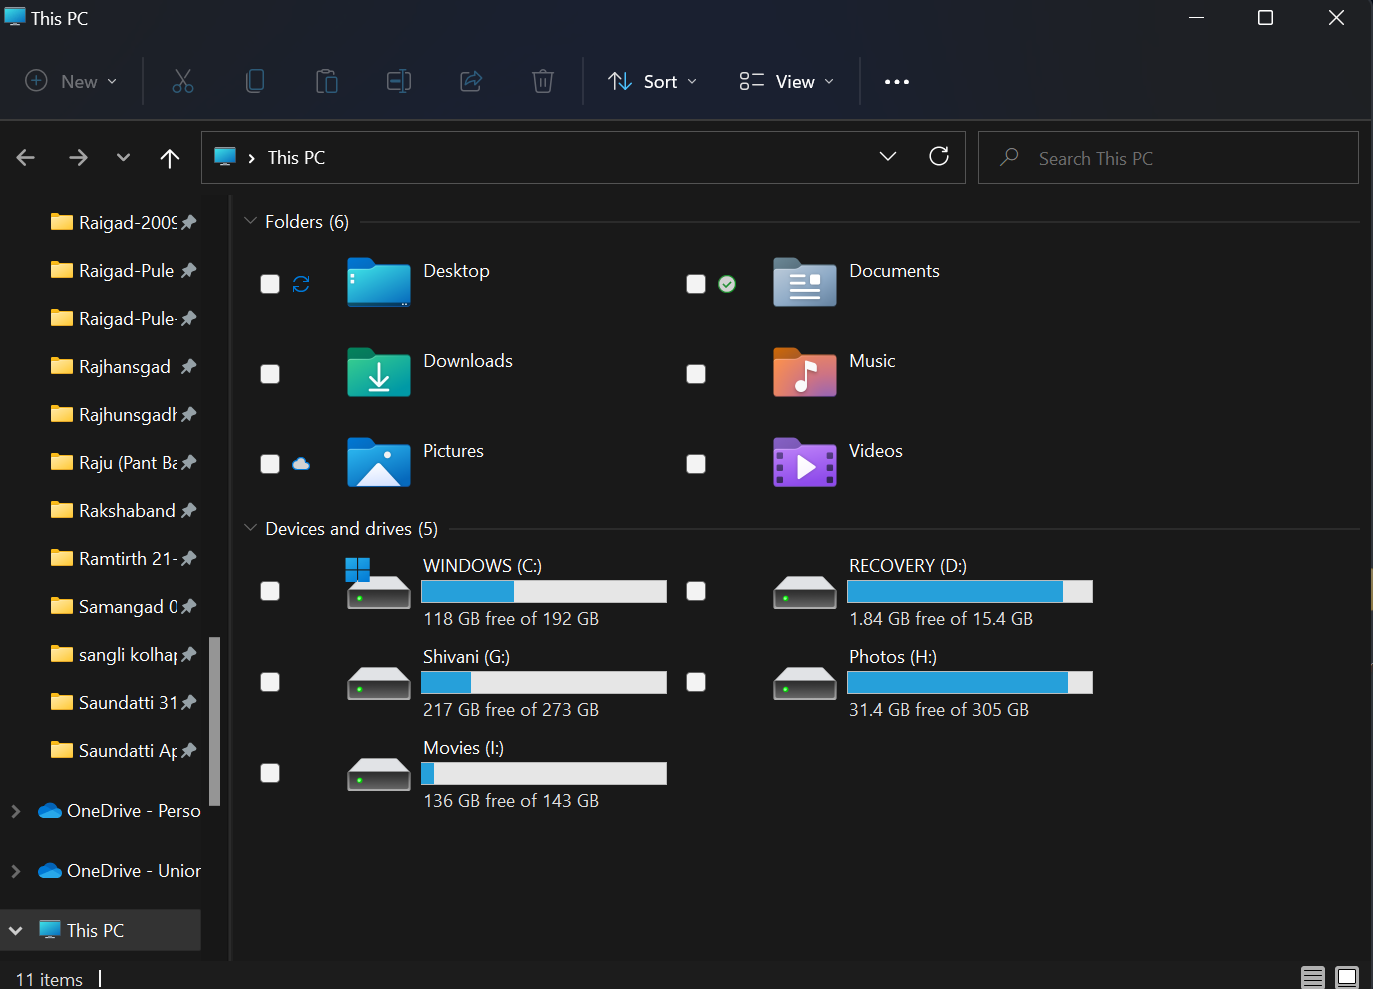 This PC
New
Sort
View
This PC
Search This PC
Raigad-2009
Raigad-Pule
Raigad-Pule-
Rajhansgad
Rajhunsgadh
Raju (Pant Ba
Rakshaband
Ramtirth 21-
Samangad 0
sangli kolhap
Saundatti 31
Saundatti Ap
OneDrive - Perso
OneDrive - Union
This PC
Folders (6)
Desktop
Documents
Downloads
Music
Pictures
Videos
Devices and drives (5)
WINDOWS (C:)
118 GB free of 192 GB
RECOVERY (D:)
1.84 GB free of 15.4 GB
Shivani (G:)
217 GB free of 273 GB
Photos (H:)
31.4 GB free of 305 GB
Movies (I:)
136 GB free of 143 GB
11 items